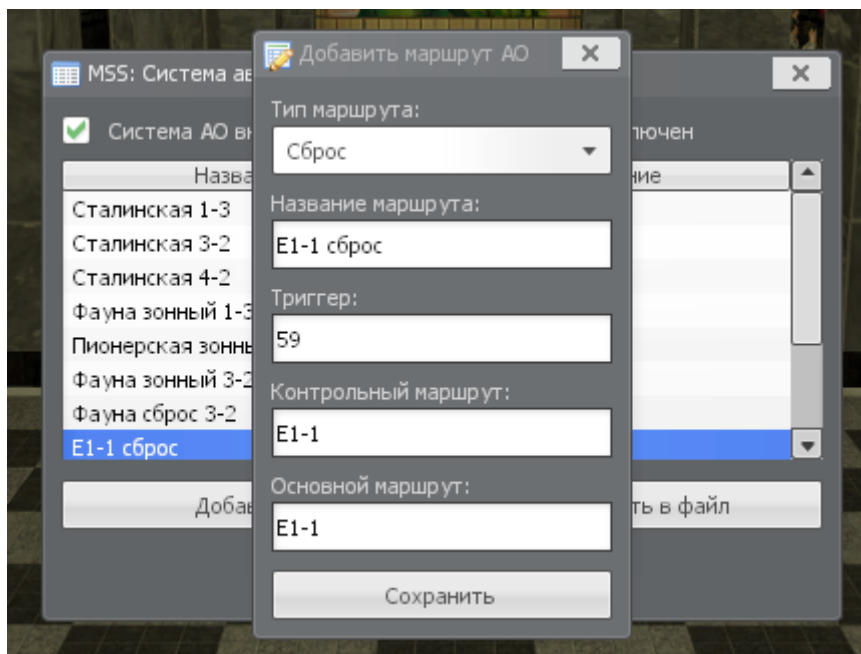 Добавить маршрут АО
MSS: Система ав
Тип маршрута:
Система АО вк
ючен
Сброс
Назва
ние
Название маршрута:
Сталинская 1-3
Сталинская 3-2
E1-1 сброс
Сталинская 4-2
Триггер:
Фауна зонный 1-3
59
Пионерская зонны
Фауна зонный 3-2
Контрольный маршрут:
Фауна сброс 3-2
E1-1
E1-1 сброс
Основной маршрут:
Добав
ть в файл
E1-1
Сохранить